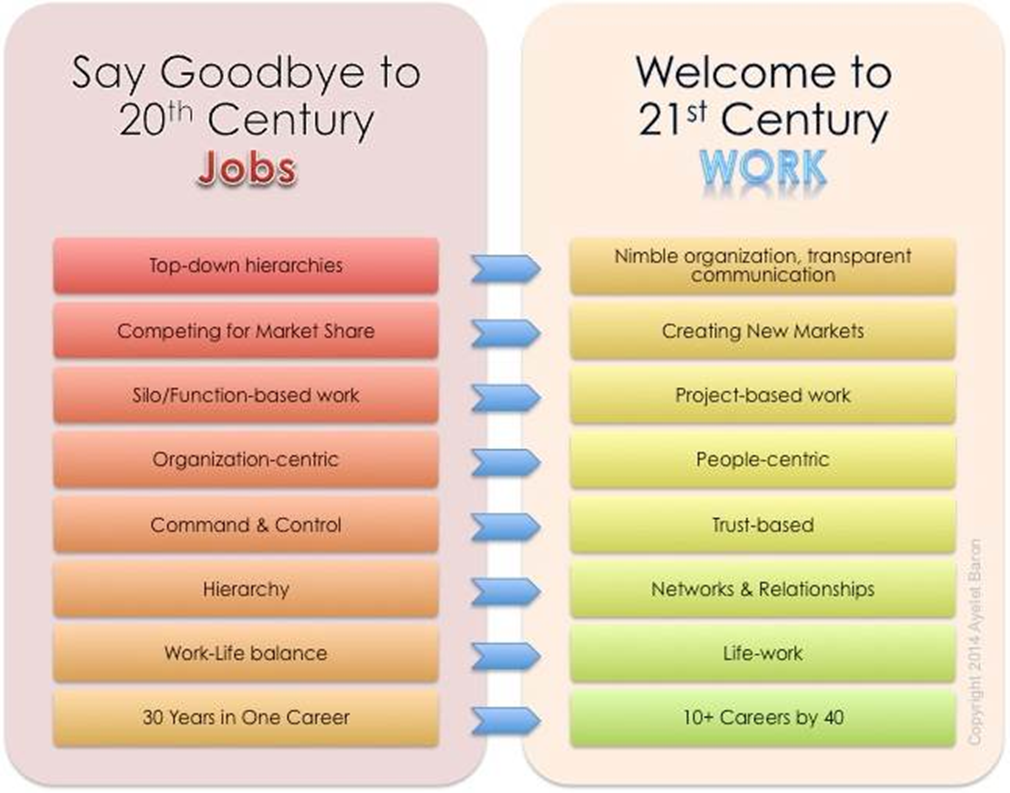 Say Goodbye to
20th Century
Jobs
Top-down hierarchies
Competing for Market Share
Silo/Function-based work
Organization-centric
Command & Control
Hierarchy
Work-Life balance
30 Years in One Career
Welcome to
21st Century
WORK
Nimble organization, transparent
communication
Creating New Markets
Project-based work
People-centric
Trust-based
Networks & Relationships
Life-work
10+ Careers by 40
Copyright 2014 Ayelet Baron